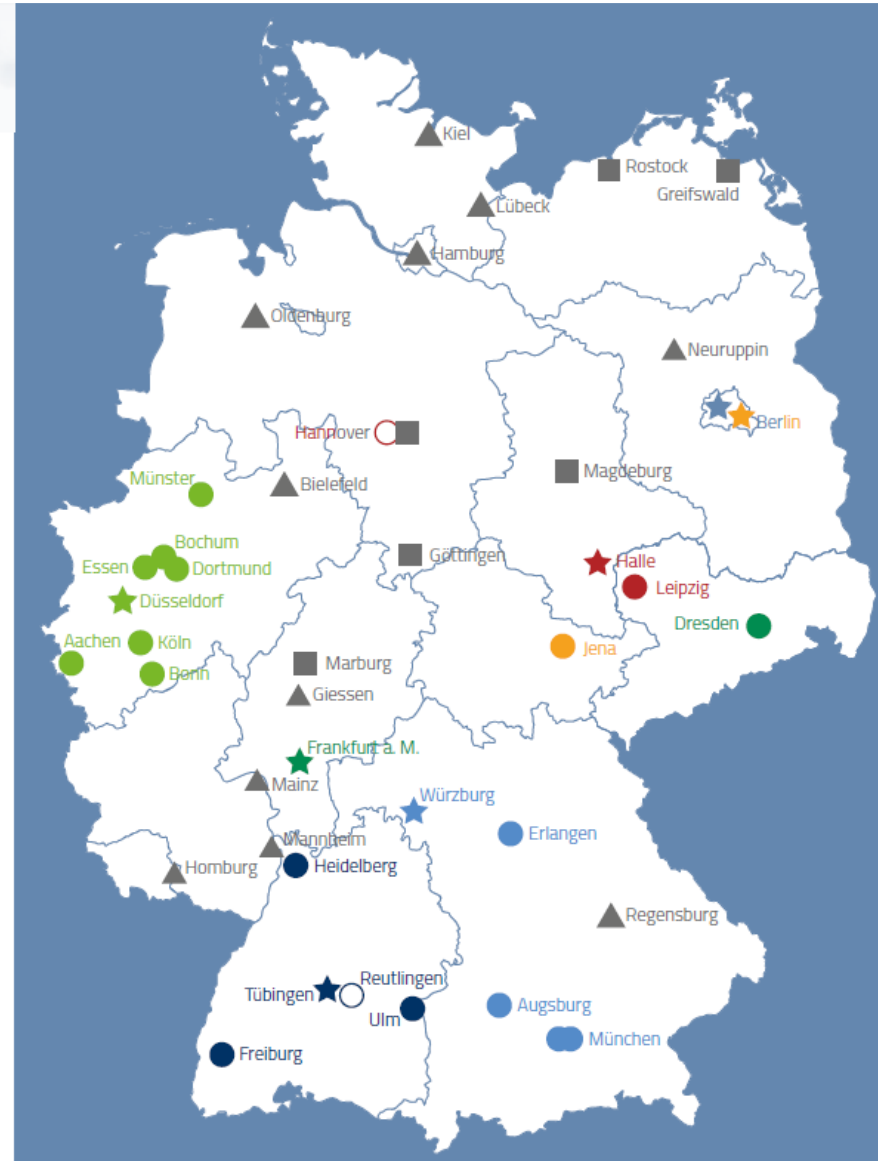 Kiel
Rostock
Greifswald
Lübeck
Hamburg
Oldenburg
Neuruppin
Berlin
Hannover
Magdeburg
Münster
Bielefeld
Bochum
Essen
Dortmund
Göttingen
Halle
Leipzig
Düsseldorf
Dresden
Aachen
Köln
Jena
Bonn
Marburg
Giessen
Frankfurt a. M.
Mainz
Würzburg
Erlangen
Mannheim
Homburg
Heidelberg
Regensburg
Reutlingen
Tübingen
Ulm
Augsburg
München
Freiburg